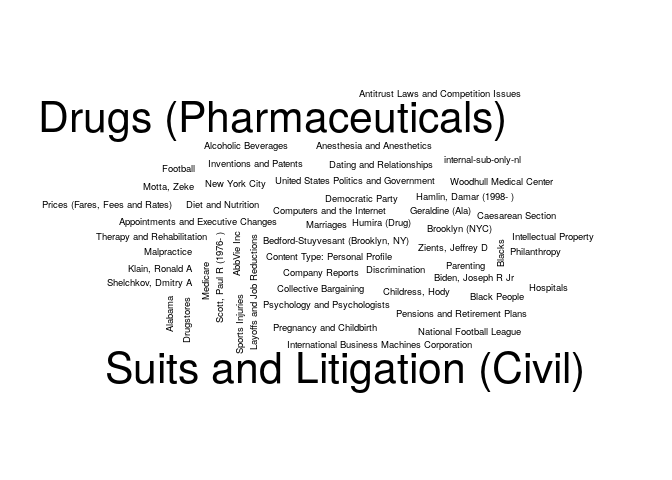 Antitrust Laws and Competition Issues
Drugs (Pharmaceuticals)
Alcoholic Beverages
Anesthesia and Anesthetics
Football
Inventions and Patents
Dating and Relationships
internal-sub-only-nl
Motta, Zeke
New York City
United States Politics and Government
Woodhull Medical Center
Prices (Fares, Fees and Rates)
Diet and Nutrition
Democratic Party
Hamlin, Damar (1998- )
Computers and the Internet
Geraldine (Ala)
Caesarean Section
Appointments and Executive Changes
Marriages
Humira (Drug)
Brooklyn (NYC)
Therapy and Rehabilitation
Bedford-Stuyvesant (Brooklyn, NY)
Intellectual Property
Malpractice
Content Type: Personal Profile
Zients, Jeffrey D
Blacks
Philanthropy
Klain, Ronald A
Company Reports
Discrimination
Parenting
Shelchkov, Dmitry A
Medicare
Scott, Paul R (1976- )
AbbVie Inc
Layoffs and Job Reductions
Collective Bargaining
Childress, Hody
Biden, Joseph R Jr
Black People
Hospitals
Alabama
Drugstores
Sports Injuries
Psychology and Psychologists
Pensions and Retirement Plans
Pregnancy and Childbirth
National Football League
International Business Machines Corporation
Suits and Litigation (Civil)